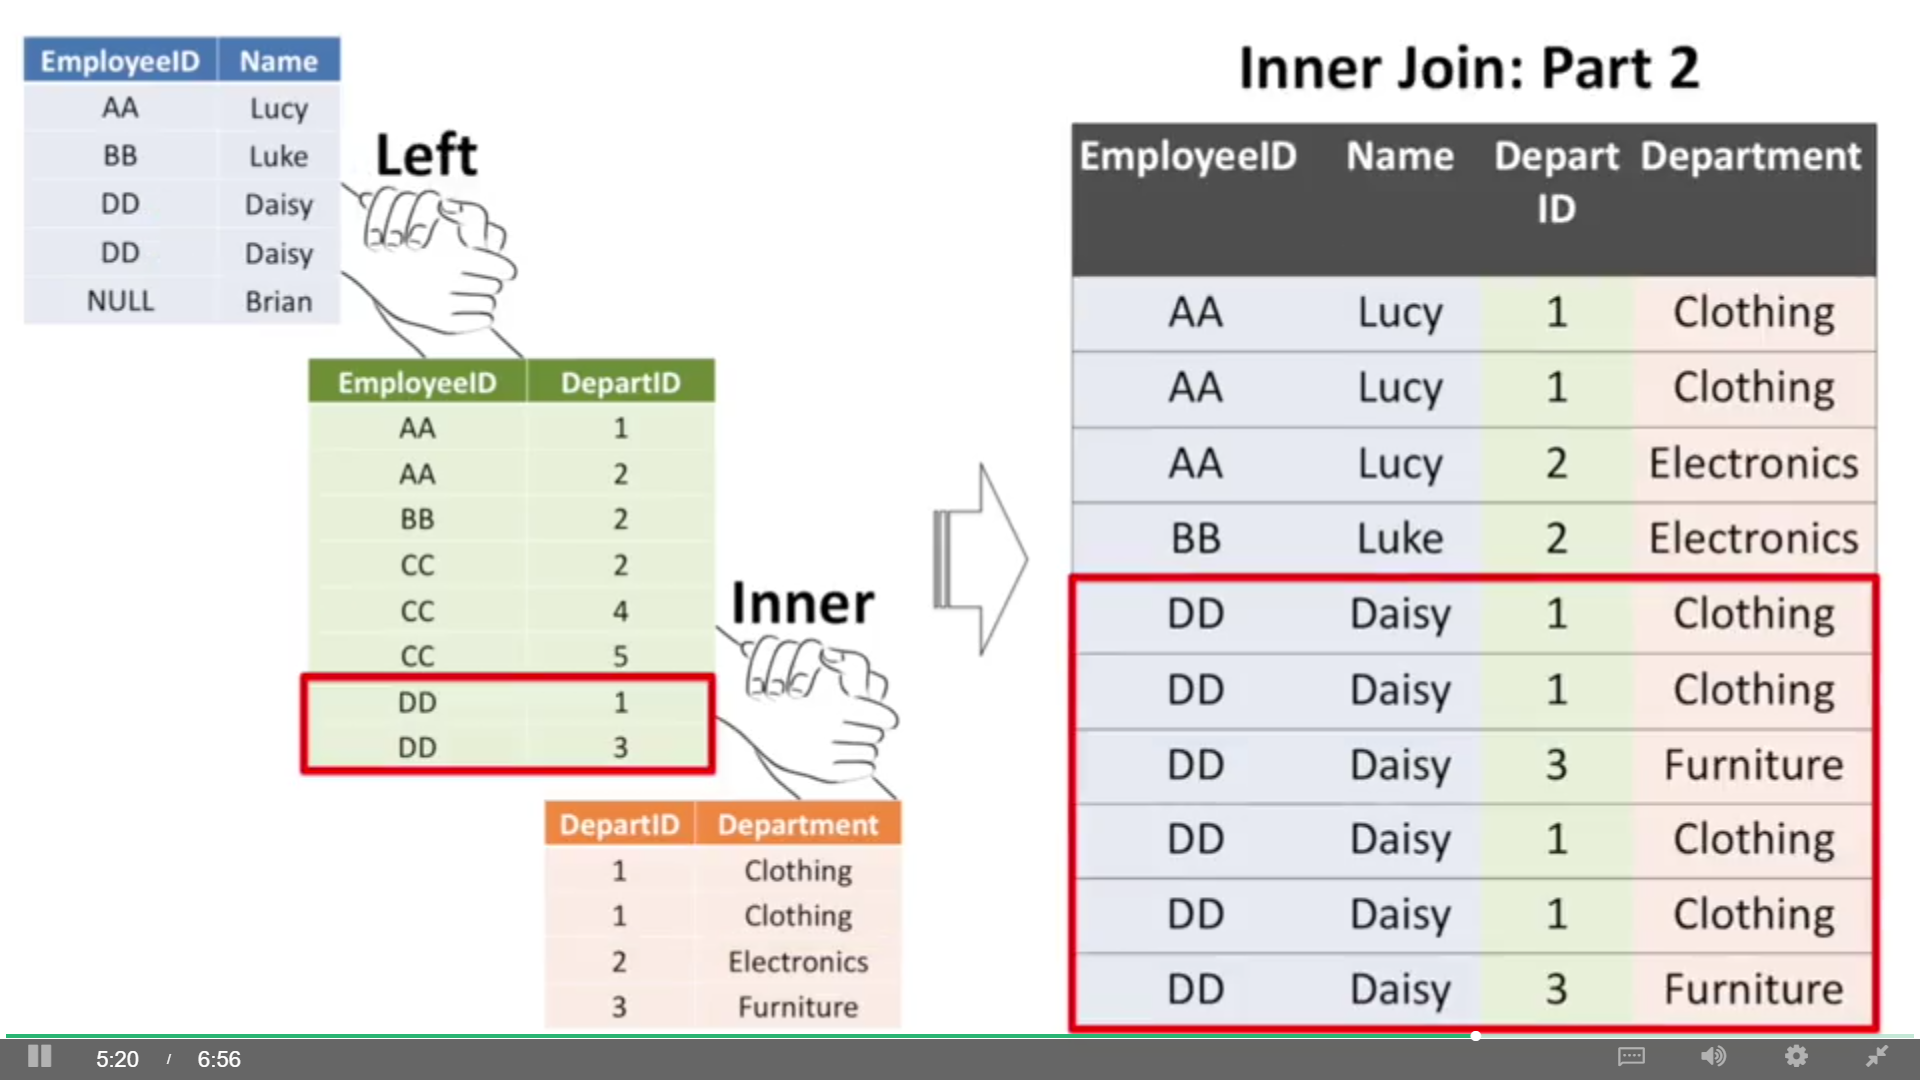 EmployeeID Name
AA Lucy
BB Luke
DD Daisy
DD Daisy
NULL Brian
Left
EmployeeID DepartID
AA 1
AA 2
BB 2
CC 2
CC 4
CC 5
DD 1
DD 3
Inner
DepartID Department
1 Clothing
1 Clothing
2 Electronics
3 Furniture
Inner Join: Part 2
EmployeeID Name Depart Department
ID
AA Lucy 1 Clothing
AA Lucy 1 Clothing
AA Lucy 2 Electronics
BB Luke 2 Electronics
DD Daisy 1 Clothing
DD Daisy 1 Clothing
DD Daisy 3 Furniture
DD Daisy 1 Clothing
DD Daisy 1 Clothing
DD Daisy 3 Furniture
5:20 / 6:56